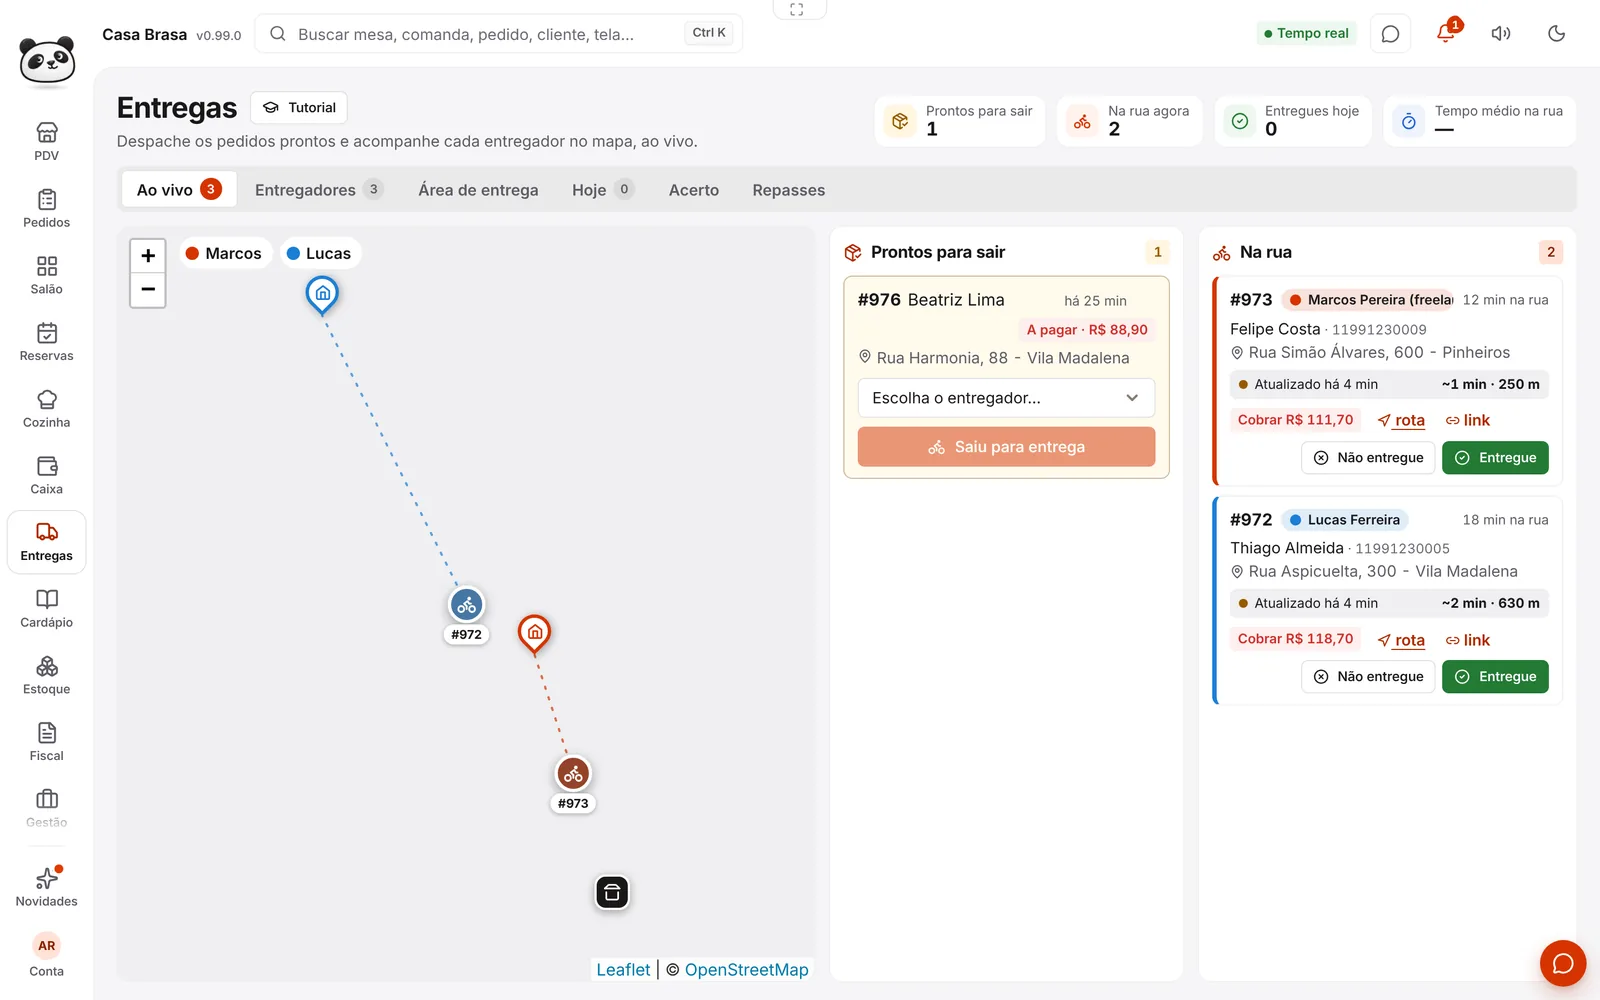 Casa Brasa v0.99.0
Buscar mesa, comanda, pedido, cliente, tela...
Ctrl K
Tempo real
1
PDV
Pedidos
Salão
Reservas
Cozinha
Caixa
Entregas
Cardápio
Estoque
Fiscal
Gestão
Novidades
AR
Conta
Entregas
Tutorial
Despache os pedidos prontos e acompanhe cada entregador no mapa, ao vivo.
Prontos para sair
1
Na rua agora
2
Entregues hoje
0
Tempo médio na rua
—
Ao vivo 3
Entregadores 3
Área de entrega
Hoje 0
Acerto
Repasses
+
−
Marcos
Lucas
#972
#973
Leaflet | © OpenStreetMap
Prontos para sair 1
#976 Beatriz Lima há 25 min
A pagar · R$ 88,90
Rua Harmonia, 88 - Vila Madalena
Escolha o entregador...
Saiu para entrega
Na rua 2
#973 Marcos Pereira (freela 12 min na rua
Felipe Costa · 11991230009
Rua Simão Álvares, 600 - Pinheiros
Atualizado há 4 min ~1 min · 250 m
Cobrar R$ 111,70 rota link
Não entregue Entregue
#972 Lucas Ferreira 18 min na rua
Thiago Almeida · 11991230005
Rua Aspicuelta, 300 - Vila Madalena
Atualizado há 4 min ~2 min · 630 m
Cobrar R$ 118,70 rota link
Não entregue Entregue